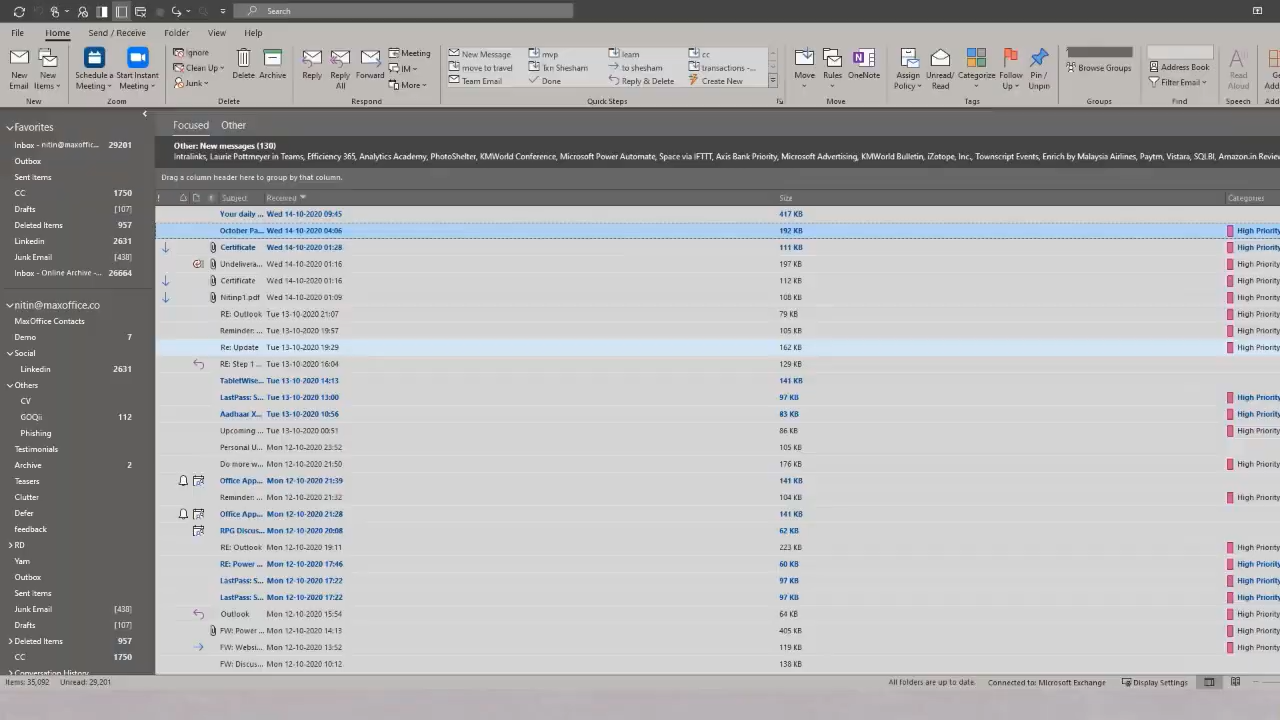 Search
File Home Send / Receive Folder View Help
New Email
New Items
New
Schedule a Meeting
Start Instant Meeting
Zoom
Ignore
Clean Up
Junk
Delete
Archive
Delete
Reply
Reply All
Forward
Meeting
IM
More
Respond
New Message
move to travel
Team Email
mvp
fxn Shesham
Done
learn
to shesham
Reply & Delete
cc
transactions -...
Create New
Quick Steps
Move
Rules
OneNote
Move
Assign Policy
Unread/ Read
Categorize
Follow Up
Pin / Unpin
Tags
Browse Groups
Groups
Address Book
Filter Email
Find
Read Aloud
Speech
Favorites
Inbox - nitin@maxoffic... 29201
Outbox
Sent Items
CC 1750
Drafts [107]
Deleted Items 957
Linkedin 2631
Junk Email [438]
Inbox - Online Archive -... 26664
nitin@maxoffice.co
MaxOffice Contacts
Demo 7
Social
Linkedin 2631
Others
CV
GOQii 112
Phishing
Testimonials
Archive 2
Teasers
Clutter
Defer
feedback
RD
Yam
Outbox
Sent Items
Junk Email [438]
Drafts [107]
Deleted Items 957
CC 1750
Conversation History
Focused Other
Other: New messages (130)
Intralinks, Laurie Pottmeyer in Teams, Efficiency 365, Analytics Academy, PhotoShelter, KMWorld Conference, Microsoft Power Automate, Space via IFTTT, Axis Bank Priority, Microsoft Advertising, KMWorld Bulletin, iZotope, Inc., Townscript Events, Enrich by Malaysia Airlines, Paytm, Vistara, SQLBI, Amazon.in Review
Drag a column header here to group by that column.
! Subject Received Size Categories
Your daily ... Wed 14-10-2020 09:45 417 KB
October Pa... Wed 14-10-2020 04:06 192 KB High Priority
Certificate Wed 14-10-2020 01:28 111 KB High Priority
Undelivera... Wed 14-10-2020 01:16 197 KB High Priority
Certificate Wed 14-10-2020 01:16 112 KB High Priority
Nitinp1.pdf Wed 14-10-2020 01:09 108 KB High Priority
RE: Outlook Tue 13-10-2020 21:07 79 KB High Priority
Reminder: ... Tue 13-10-2020 19:57 105 KB High Priority
Re: Update Tue 13-10-2020 19:29 162 KB High Priority
RE: Step 1 ... Tue 13-10-2020 16:04 129 KB
TabletWise... Tue 13-10-2020 14:13 141 KB
LastPass: S... Tue 13-10-2020 13:00 97 KB High Priority
Aadhaar X... Tue 13-10-2020 10:56 83 KB High Priority
Upcoming ... Tue 13-10-2020 00:51 86 KB High Priority
Personal U... Mon 12-10-2020 23:52 105 KB
Do more w... Mon 12-10-2020 21:50 176 KB High Priority
Office App... Mon 12-10-2020 21:39 141 KB
Reminder: ... Mon 12-10-2020 21:32 104 KB High Priority
Office App... Mon 12-10-2020 21:28 141 KB
RPG Discus... Mon 12-10-2020 20:08 62 KB
RE: Outlook Mon 12-10-2020 19:11 223 KB High Priority
RE: Power ... Mon 12-10-2020 17:46 60 KB High Priority
LastPass: S... Mon 12-10-2020 17:22 97 KB High Priority
LastPass: S... Mon 12-10-2020 17:22 97 KB High Priority
Outlook Mon 12-10-2020 15:54 64 KB High Priority
FW: Power ... Mon 12-10-2020 14:13 405 KB High Priority
FW: Websi... Mon 12-10-2020 13:52 119 KB High Priority
FW: Discus... Mon 12-10-2020 10:12 138 KB
Items: 35,092 Unread: 29,201 All folders are up to date. Connected to: Microsoft Exchange Display Settings